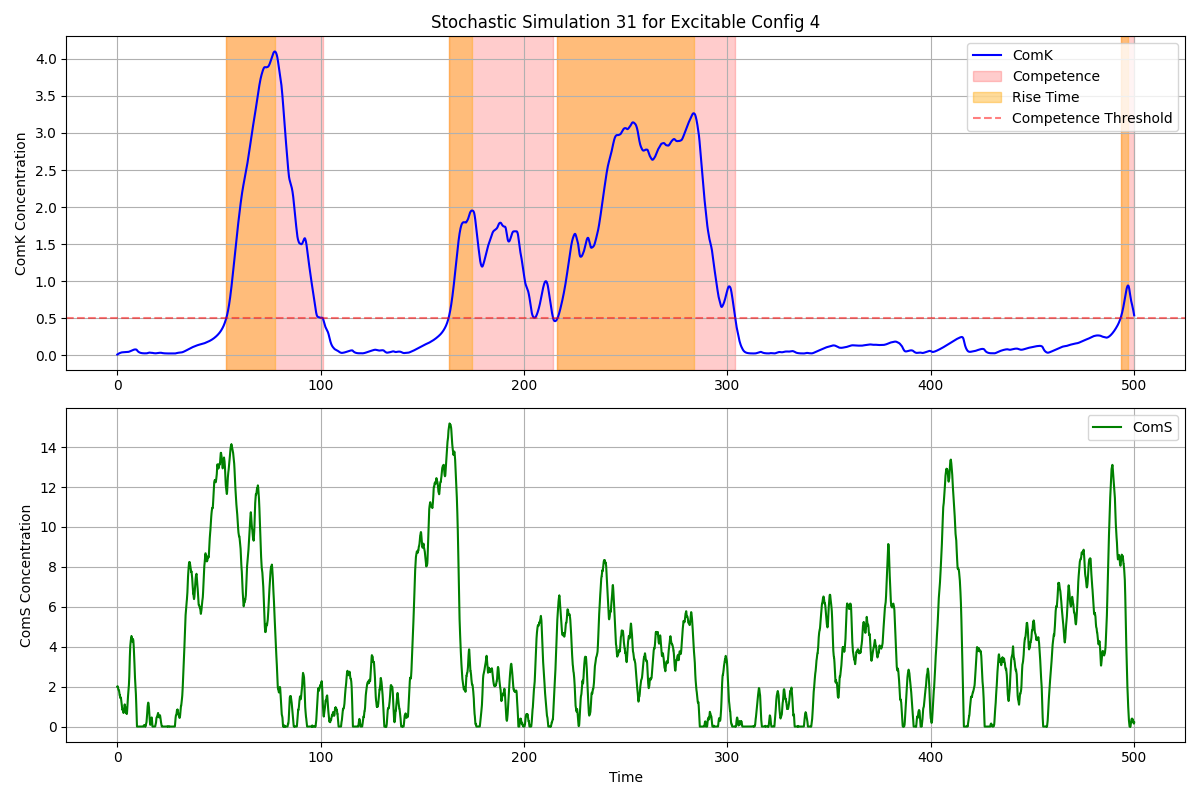 Stochastic Simulation 31 for Excitable Config 4
ComK Concentration
4.0
3.5
3.0
2.5
2.0
1.5
1.0
0.5
0.0
ComK
Competence
Rise Time
Competence Threshold
0 100 200 300 400 500
ComS Concentration
14
12
10
8
6
4
2
0
ComS
0 100 200 300 400 500
Time